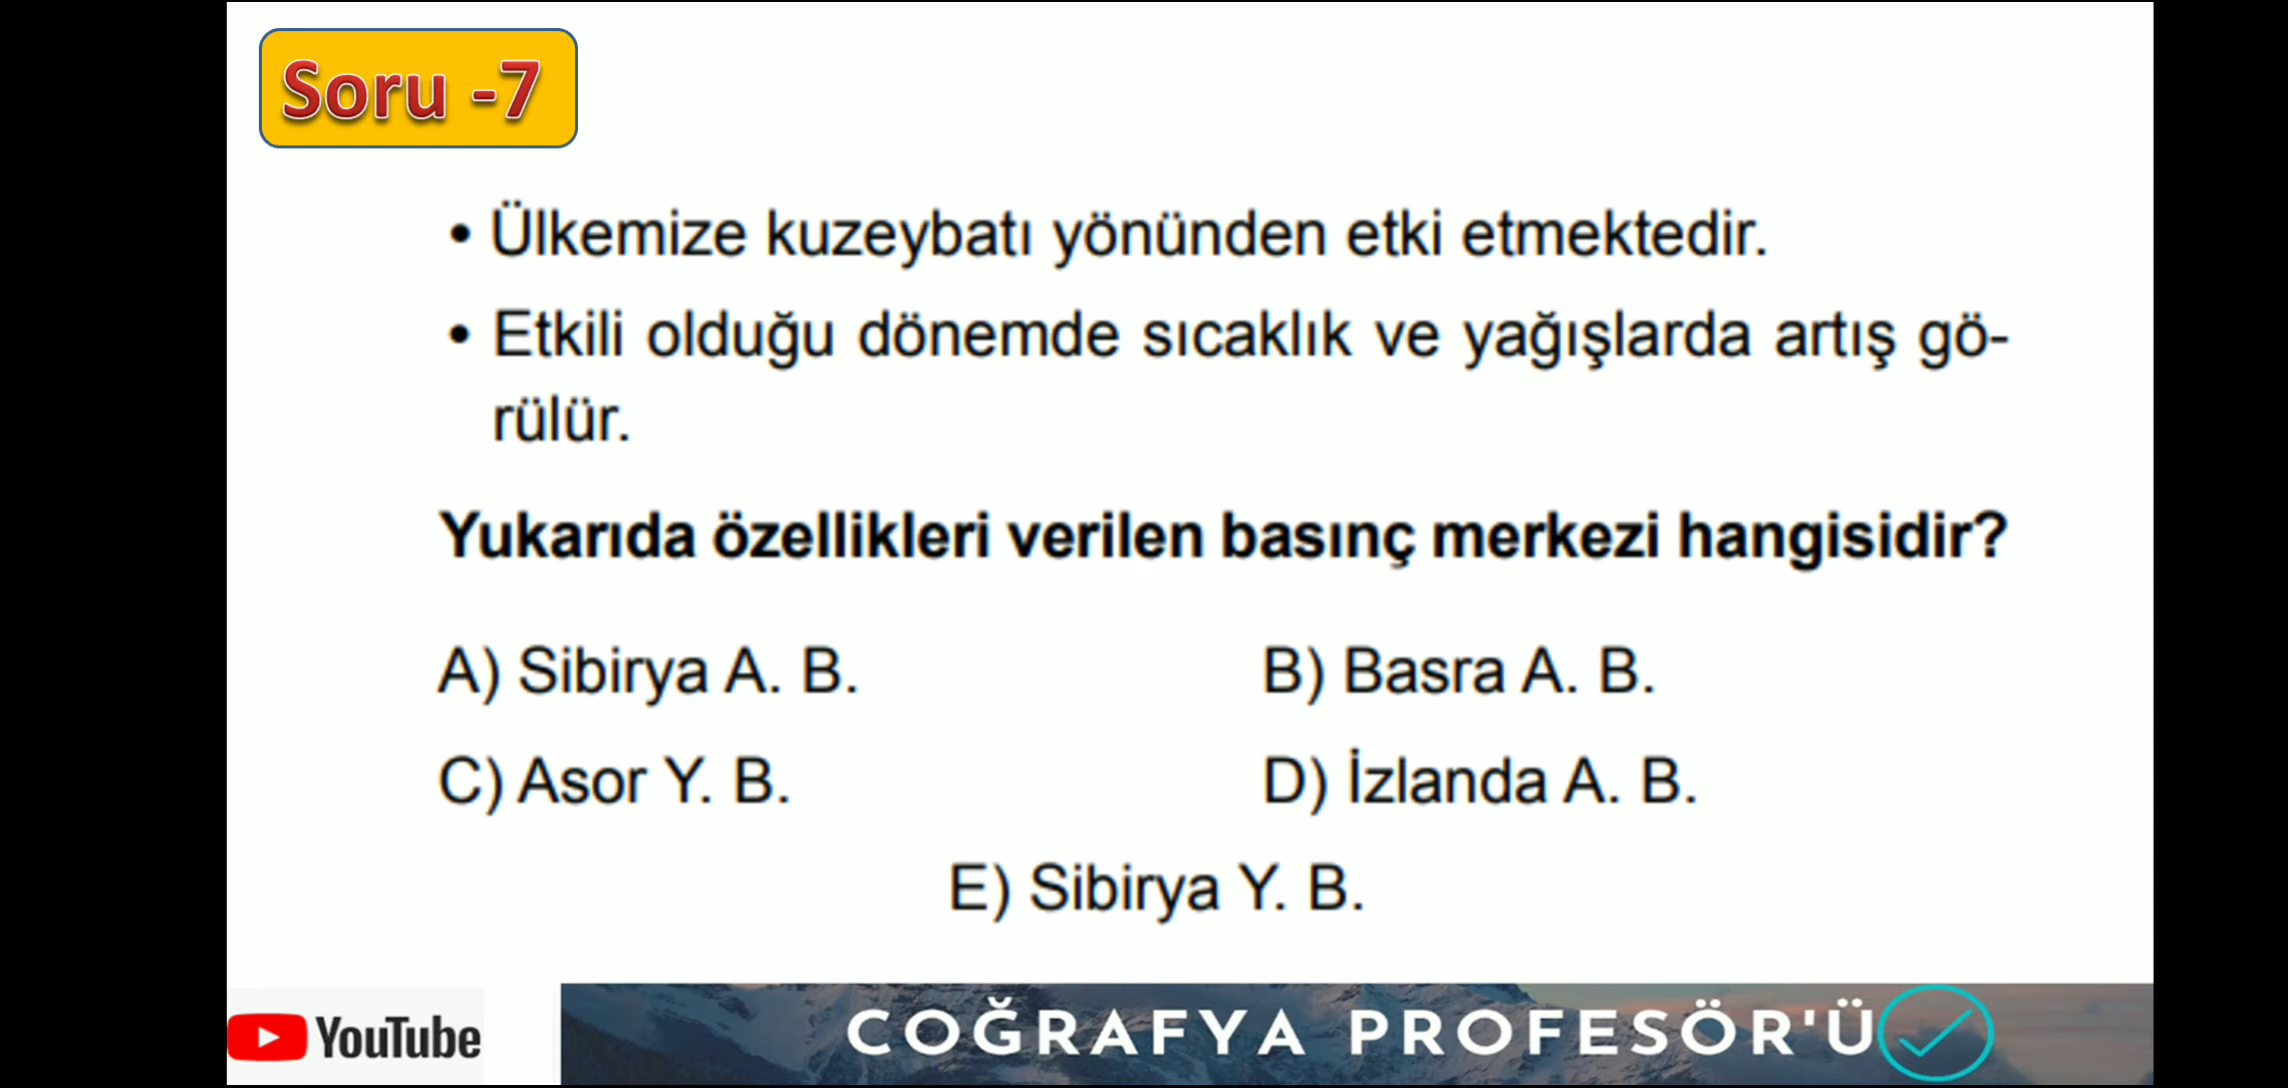 Soru -7
• Ülkemize kuzeybatı yönünden etki etmektedir.
• Etkili olduğu dönemde sıcaklık ve yağışlarda artış gö-
rülür.
Yukarıda özellikleri verilen basınç merkezi hangisidir?
A) Sibirya A. B.
B) Basra A. B.
C) Asor Y. B.
D) İzlanda A. B.
E) Sibirya Y. B.
YouTube
COĞRAFYA PROFESÖR'Ü